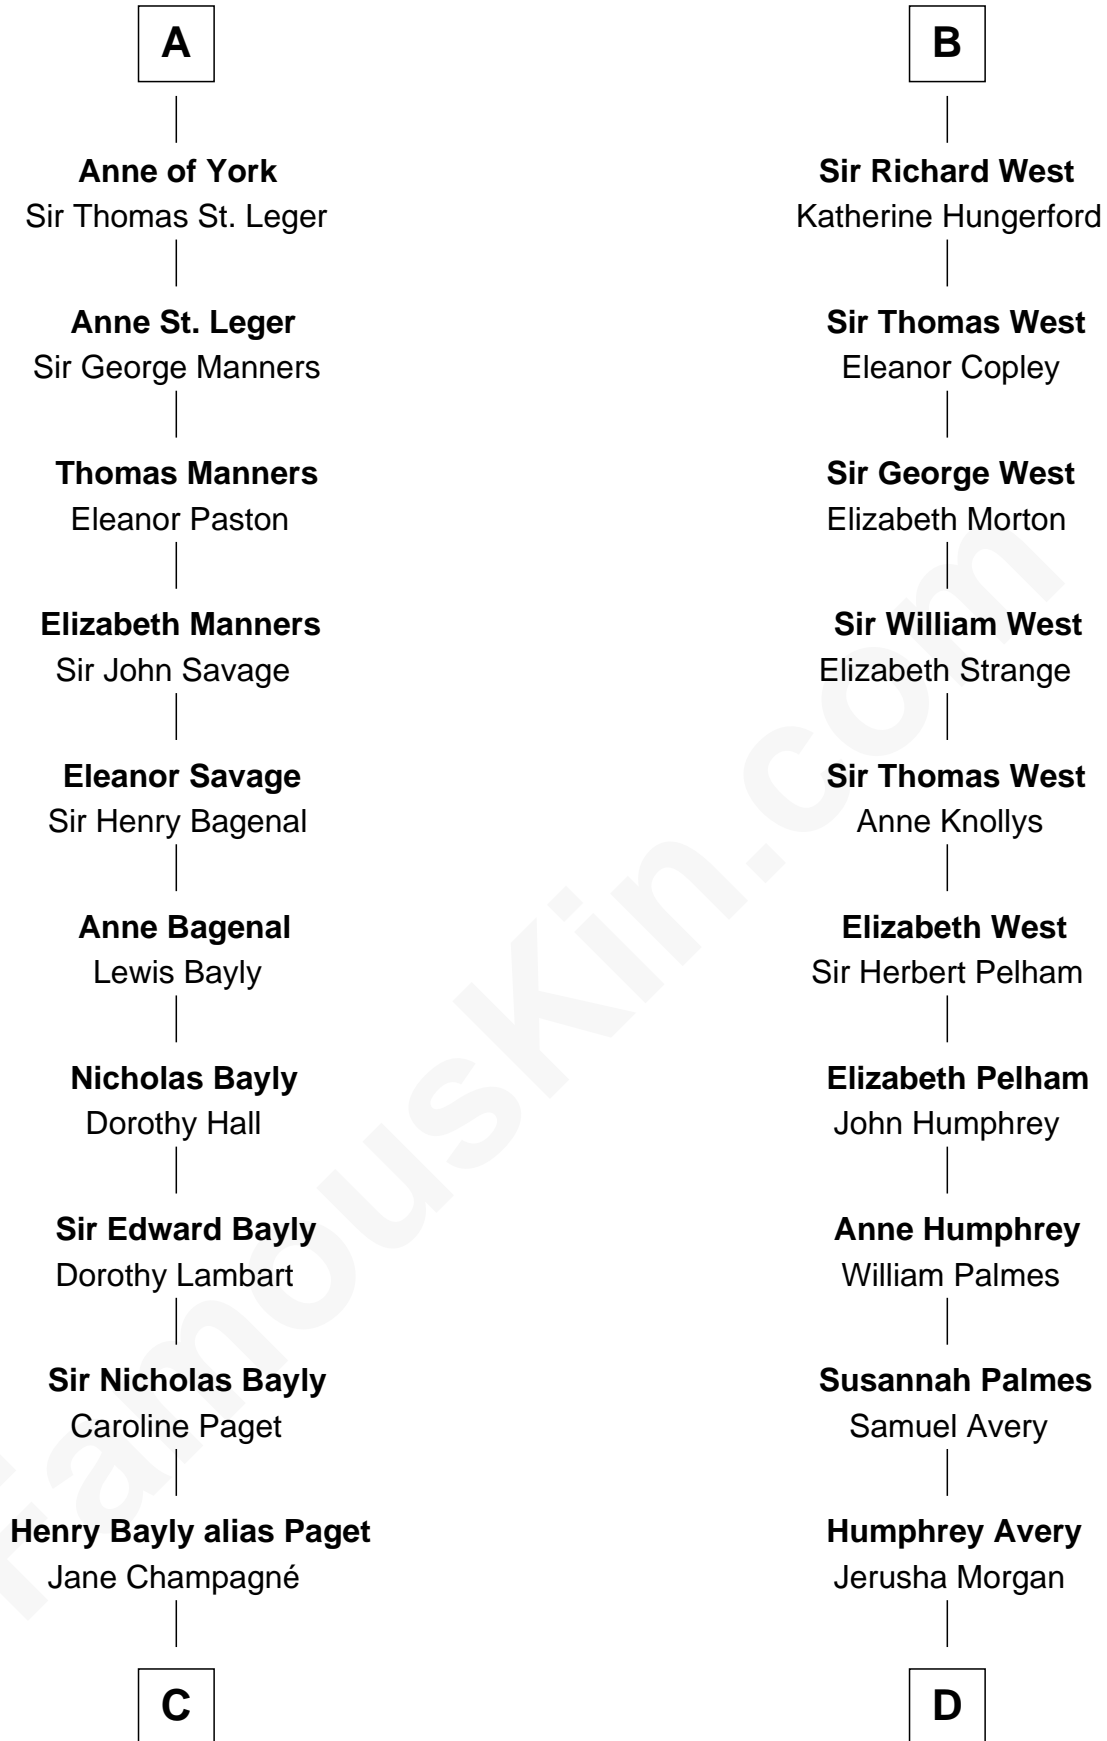 A
Anne of York
Sir Thomas St. Leger
Anne St. Leger
Sir George Manners
Thomas Manners
Eleanor Paston
Elizabeth Manners
Sir John Savage
Eleanor Savage
Sir Henry Bagenal
Anne Bagenal
Lewis Bayly
Nicholas Bayly
Dorothy Hall
Sir Edward Bayly
Dorothy Lambart
Sir Nicholas Bayly
Caroline Paget
Henry Bayly alias Paget
Jane Champagné
C
B
Sir Richard West
Katherine Hungerford
Sir Thomas West
Eleanor Copley
Sir George West
Elizabeth Morton
Sir William West
Elizabeth Strange
Sir Thomas West
Anne Knollys
Elizabeth West
Sir Herbert Pelham
Elizabeth Pelham
John Humphrey
Anne Humphrey
William Palmes
Susannah Palmes
Samuel Avery
Humphrey Avery
Jerusha Morgan
D
FamousKin.com